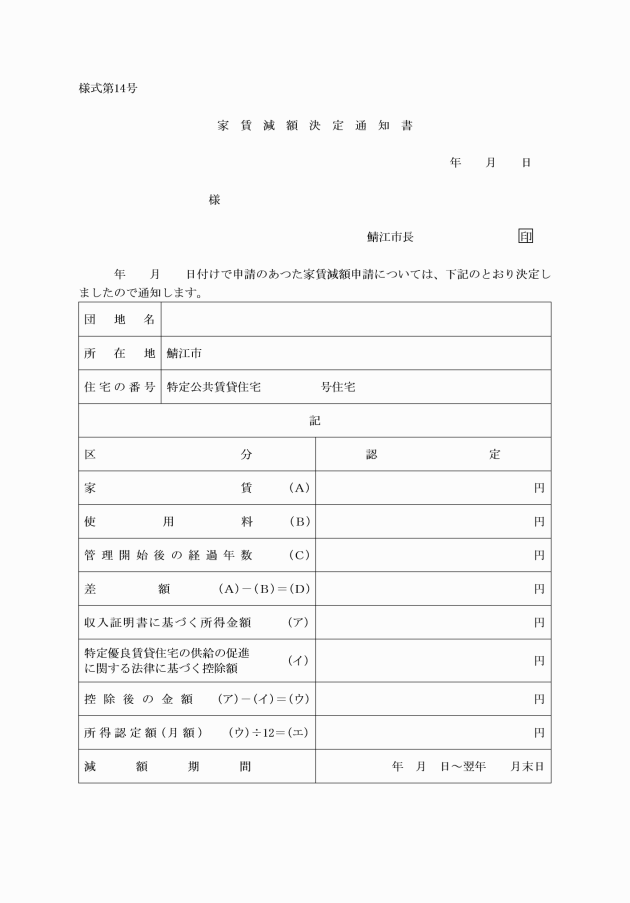 様式第14号
家賃減額決定通知書
年　　月　　日
様
鯖江市長　　　　　　　　　印
年　　月　　日付けで申請のあつた家賃減額申請については、下記のとおり決定し
ましたので通知します。
団地名
所在地　鯖江市
住宅の番号　特定公共賃貸住宅　　　　　号住宅
記
区分　認定
家賃　（A）　円
使用料　（B）　円
管理開始後の経過年数　（C）　円
差額　（A）－（B）＝（D）　円
収入証明書に基づく所得金額　（ア）　円
特定優良賃貸住宅の供給の促進
に関する法律に基づく控除額　（イ）　円
控除後の金額　（ア）－（イ）＝（ウ）　円
所得認定額（月額）　（ウ）÷12＝（エ）　円
減額期間　年　月　日～翌年　　月末日